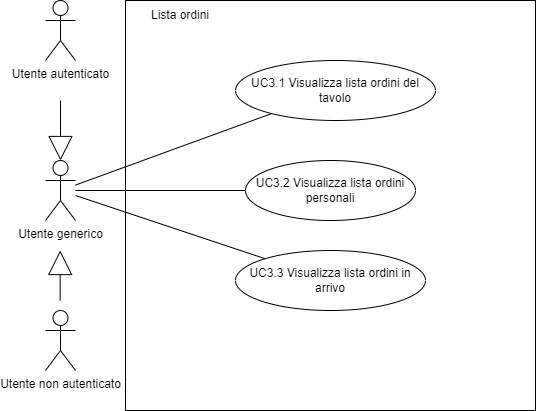 Lista ordini
Utente autenticato
UC3.1 Visualizza lista ordini del
tavolo
UC3.2 Visualizza lista ordini
personali
Utente generico
UC3.3 Visualizza lista ordini in
arrivo
Utente non autenticato